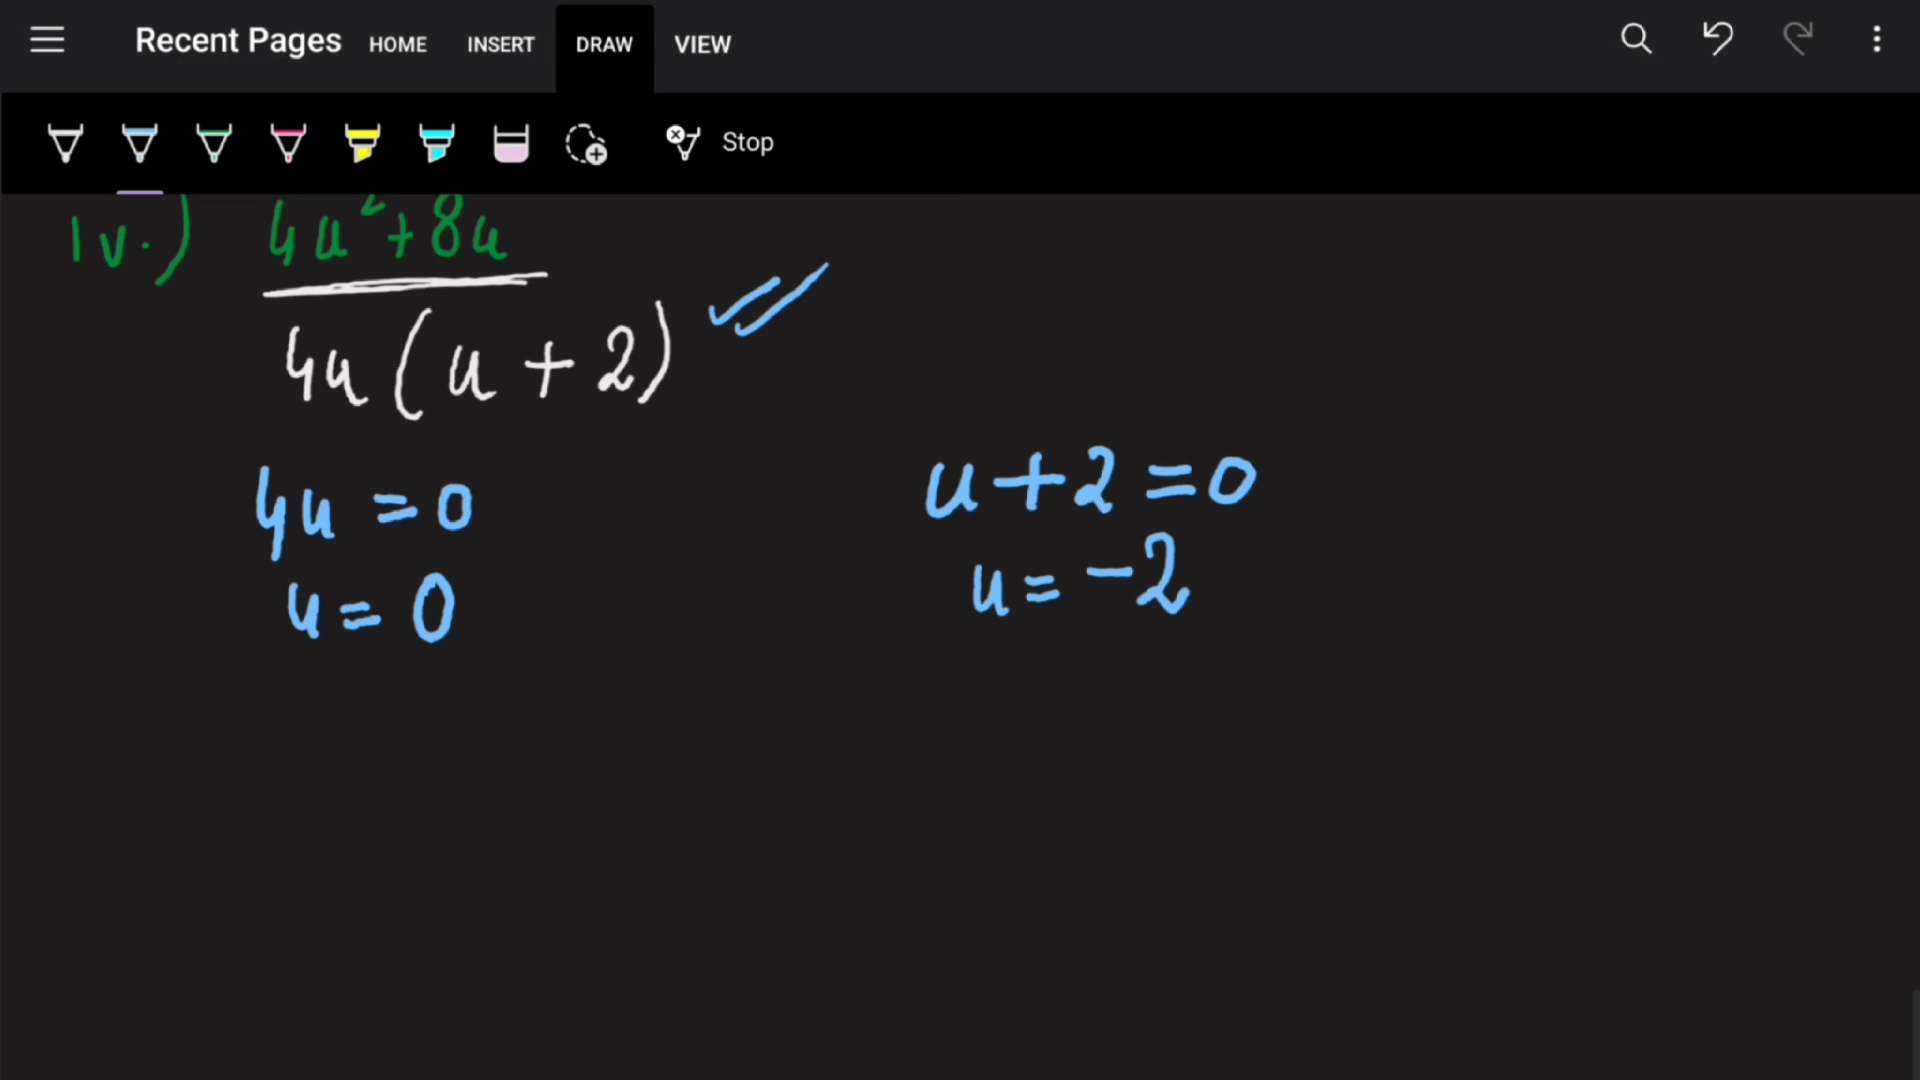 Recent Pages HOME INSERT DRAW VIEW
Stop
iv.) 4u²+8u
4u(u+2)
4u=0 u+2=0
u=0 u=-2